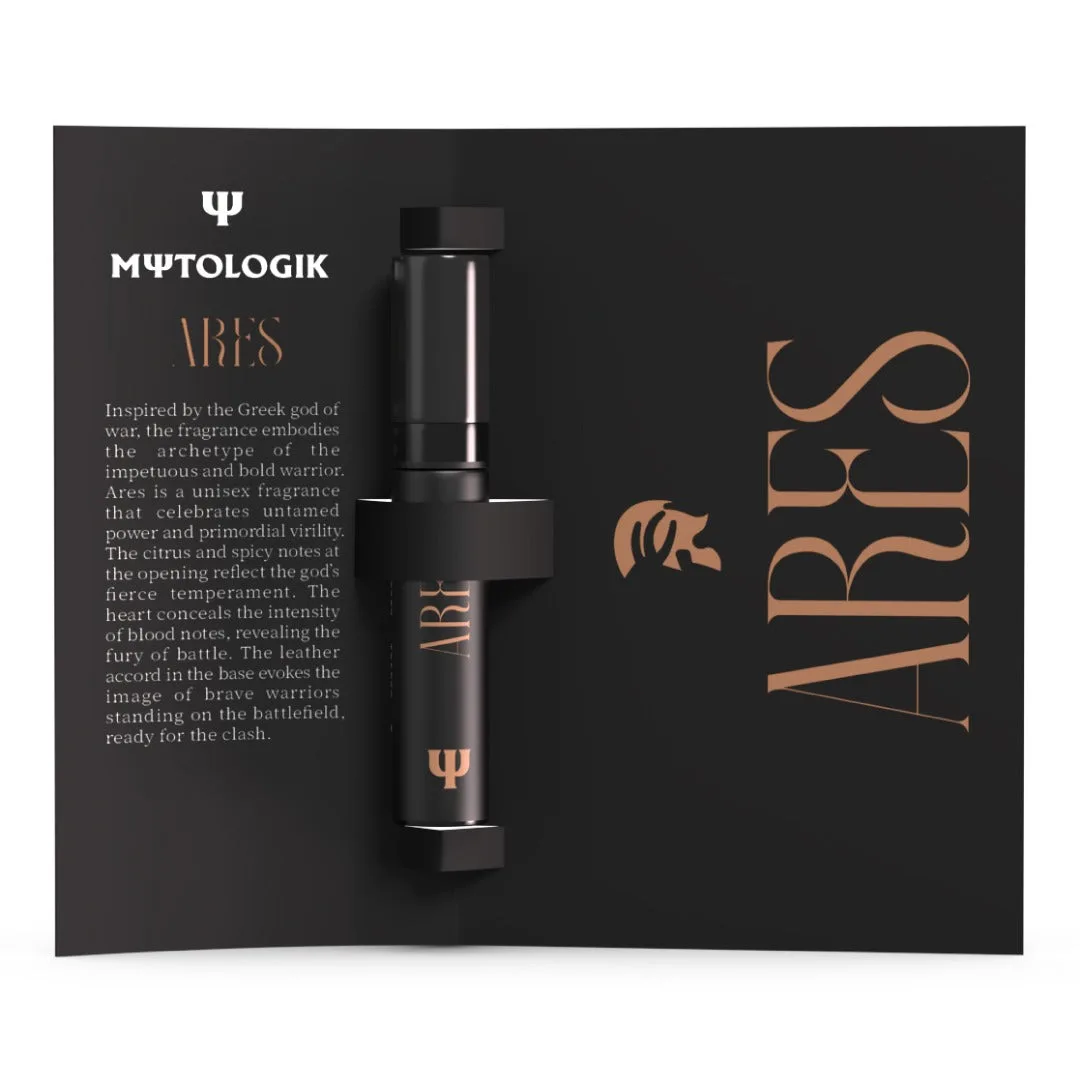 Ψ
MΨTOLOGIK
ARES
Inspired by the Greek god of
war, the fragrance embodies
the archetype of the
impetuous and bold warrior.
Ares is a unisex fragrance
that celebrates untamed
power and primordial virility.
The citrus and spicy notes at
the opening reflect the god's
fierce temperament. The
heart conceals the intensity
of blood notes, revealing the
fury of battle. The leather
accord in the base evokes the
image of brave warriors
standing on the battlefield,
ready for the clash.
ARE
Ψ
ARES